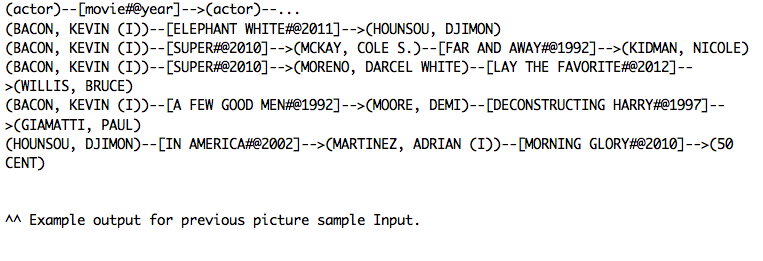 (actor)--[movie#@year]-->(actor)--...
(BACON, KEVIN (I))--[ELEPHANT WHITE#@2011]-->(HOUNSOU, DJIMON)
(BACON, KEVIN (I))--[SUPER#@2010]-->(MCKAY, COLE S.)--[FAR AND AWAY#@1992]-->(KIDMAN, NICOLE)
(BACON, KEVIN (I))--[SUPER#@2010]-->(MORENO, DARCEL WHITE)--[LAY THE FAVORITE#@2012]--
>(WILLIS, BRUCE)
(BACON, KEVIN (I))--[A FEW GOOD MEN#@1992]-->(MOORE, DEMI)--[DECONSTRUCTING HARRY#@1997]--
>(GIAMATTI, PAUL)
(HOUNSOU, DJIMON)--[IN AMERICA#@2002]-->(MARTINEZ, ADRIAN (I))--[MORNING GLORY#@2010]-->(50
CENT)
^^ Example output for previous picture sample Input.